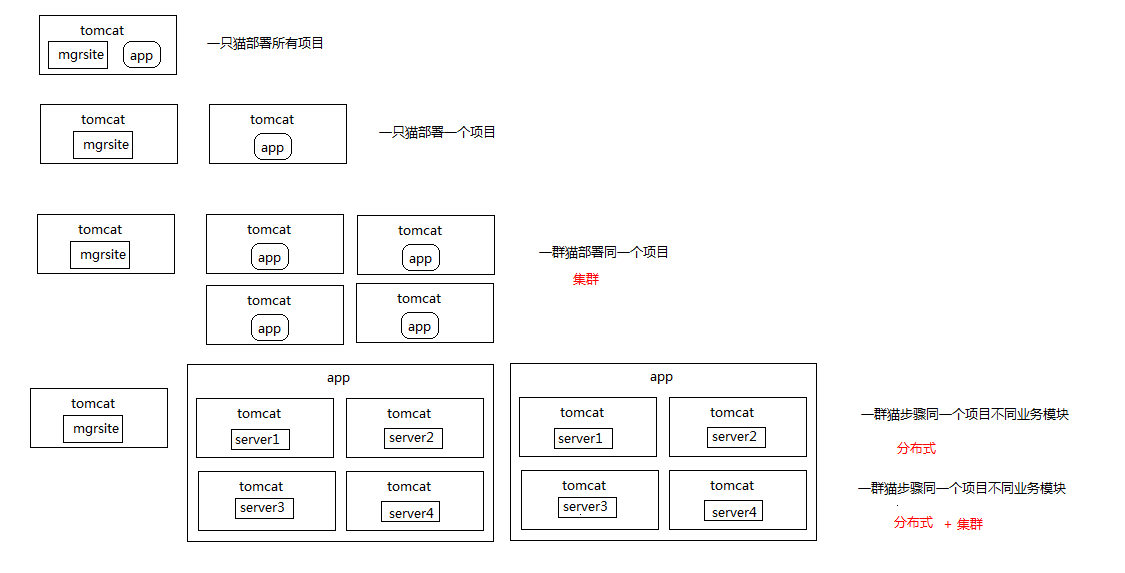 tomcat
mgrsite app 一只猫部署所有项目
tomcat tomcat
mgrsite app 一只猫部署一个项目
tomcat tomcat tomcat
mgrsite app app 一群猫部署同一个项目
集群
tomcat tomcat
app app
app app
tomcat tomcat tomcat tomcat tomcat
mgrsite server1 server2 server1 server2 一群猫步骤同一个项目不同业务模块
分布式
tomcat tomcat tomcat tomcat
server3 server4 server3 server4 一群猫步骤同一个项目不同业务模块
分布式 + 集群